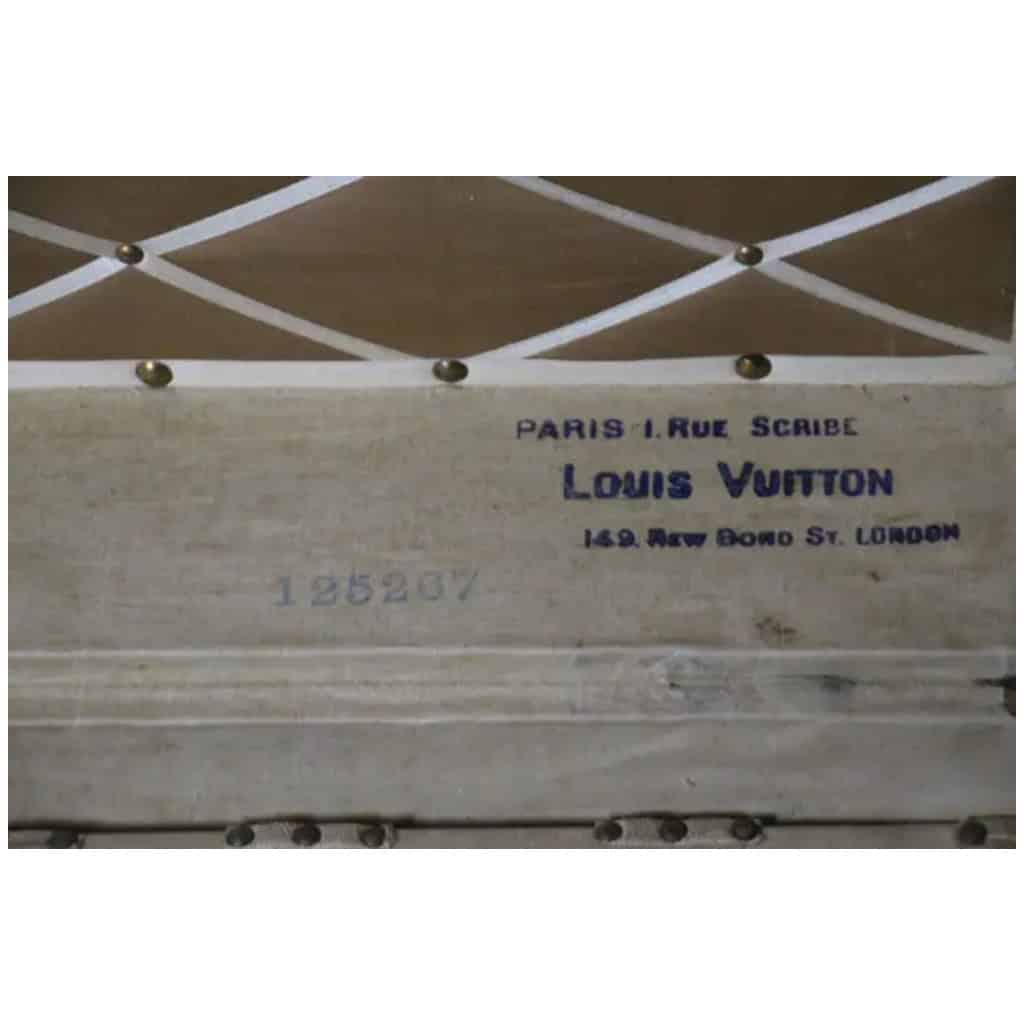 PARIS 1. RUE SCRIBE
LOUIS VUITTON
149. NEW BOND ST. LONDON
125207